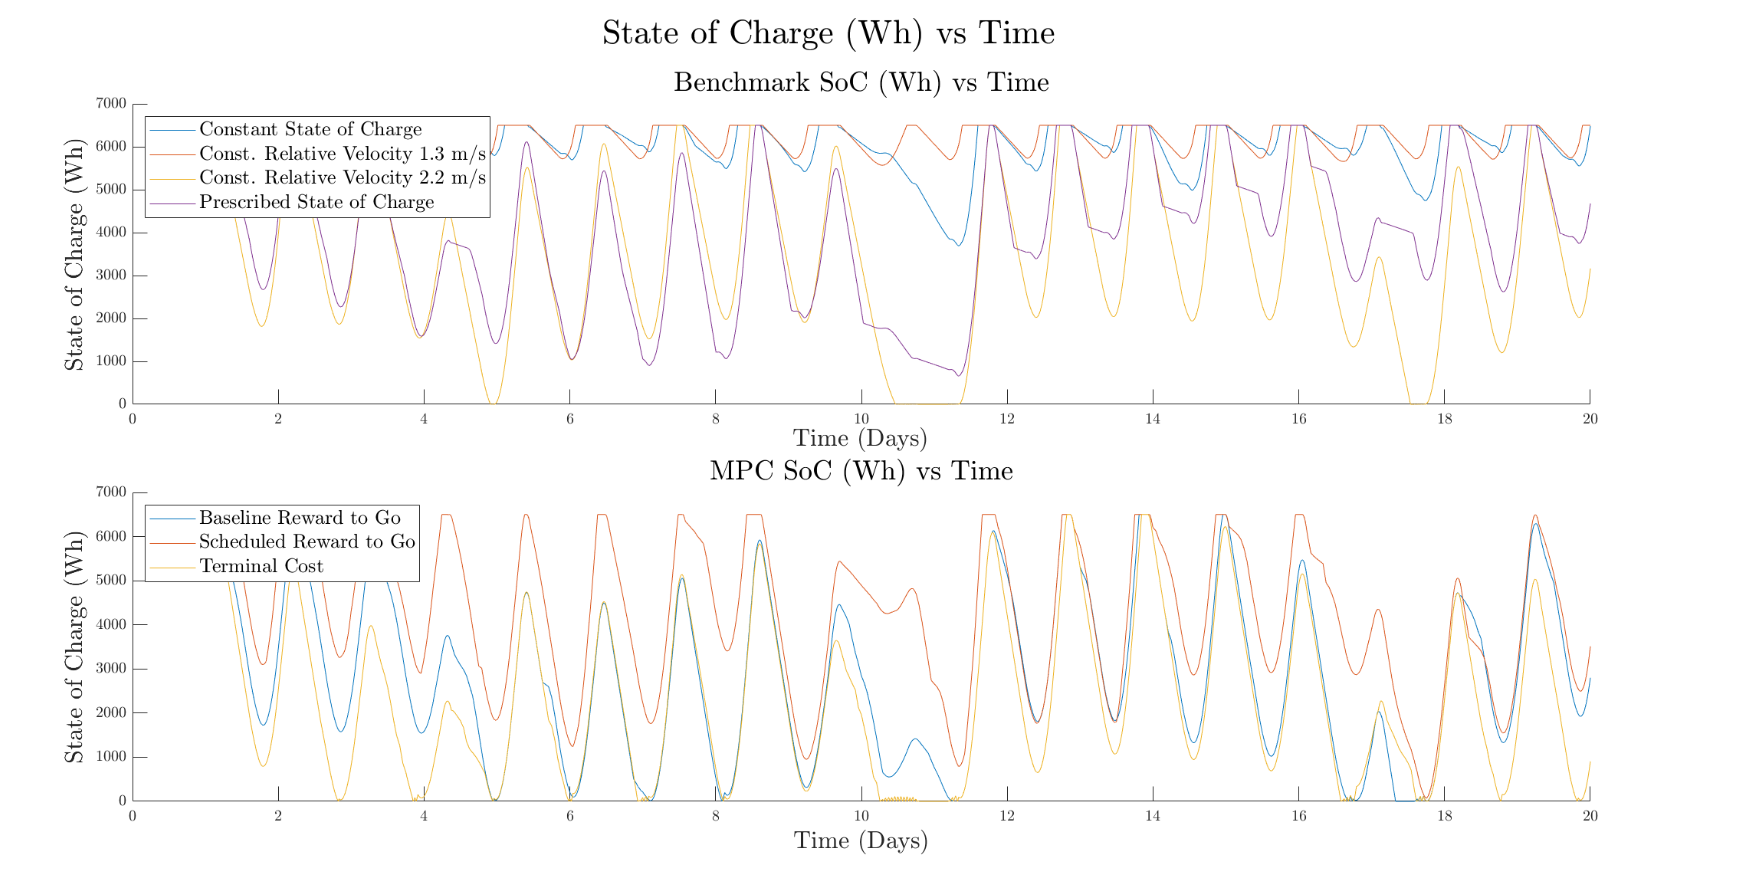 State of Charge (Wh) vs Time
Benchmark SoC (Wh) vs Time
State of Charge (Wh)
7000
6000
5000
4000
3000
2000
1000
0
Constant State of Charge
Const. Relative Velocity 1.3 m/s
Const. Relative Velocity 2.2 m/s
Prescribed State of Charge
0 2 4 6 8 10 12 14 16 18 20
Time (Days)
MPC SoC (Wh) vs Time
State of Charge (Wh)
7000
6000
5000
4000
3000
2000
1000
0
Baseline Reward to Go
Scheduled Reward to Go
Terminal Cost
0 2 4 6 8 10 12 14 16 18 20
Time (Days)